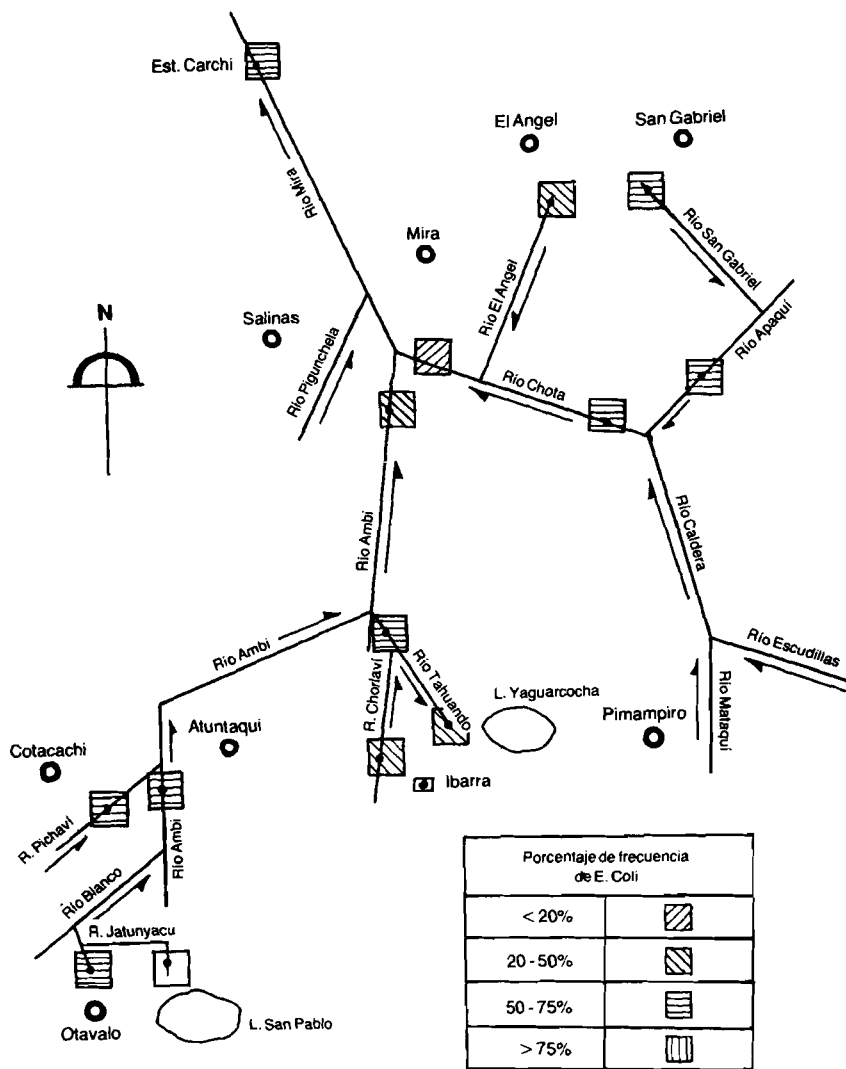 Est. Carchi
El Angel
San Gabriel
Río Mira
Mira
Río San Gabriel
Río El Angel
N
Salinas
Río Pigunchela
Río Apaquí
Río Chota
Río Ambi
Río Caldera
Río Ambi
Río Escudillas
Río Tahuando
R. Chorlaví
L. Yaguarcocha
Pimampiro
Río Mataquí
Atuntaqui
Cotacachi
Ibarra
R. Pichaví
Río Ambi
Río Blanco
R. Jatunyacu
Otavalo
L. San Pablo
Porcentaje de frecuencia
de E. Coli
< 20%
20 - 50%
50 - 75%
> 75%